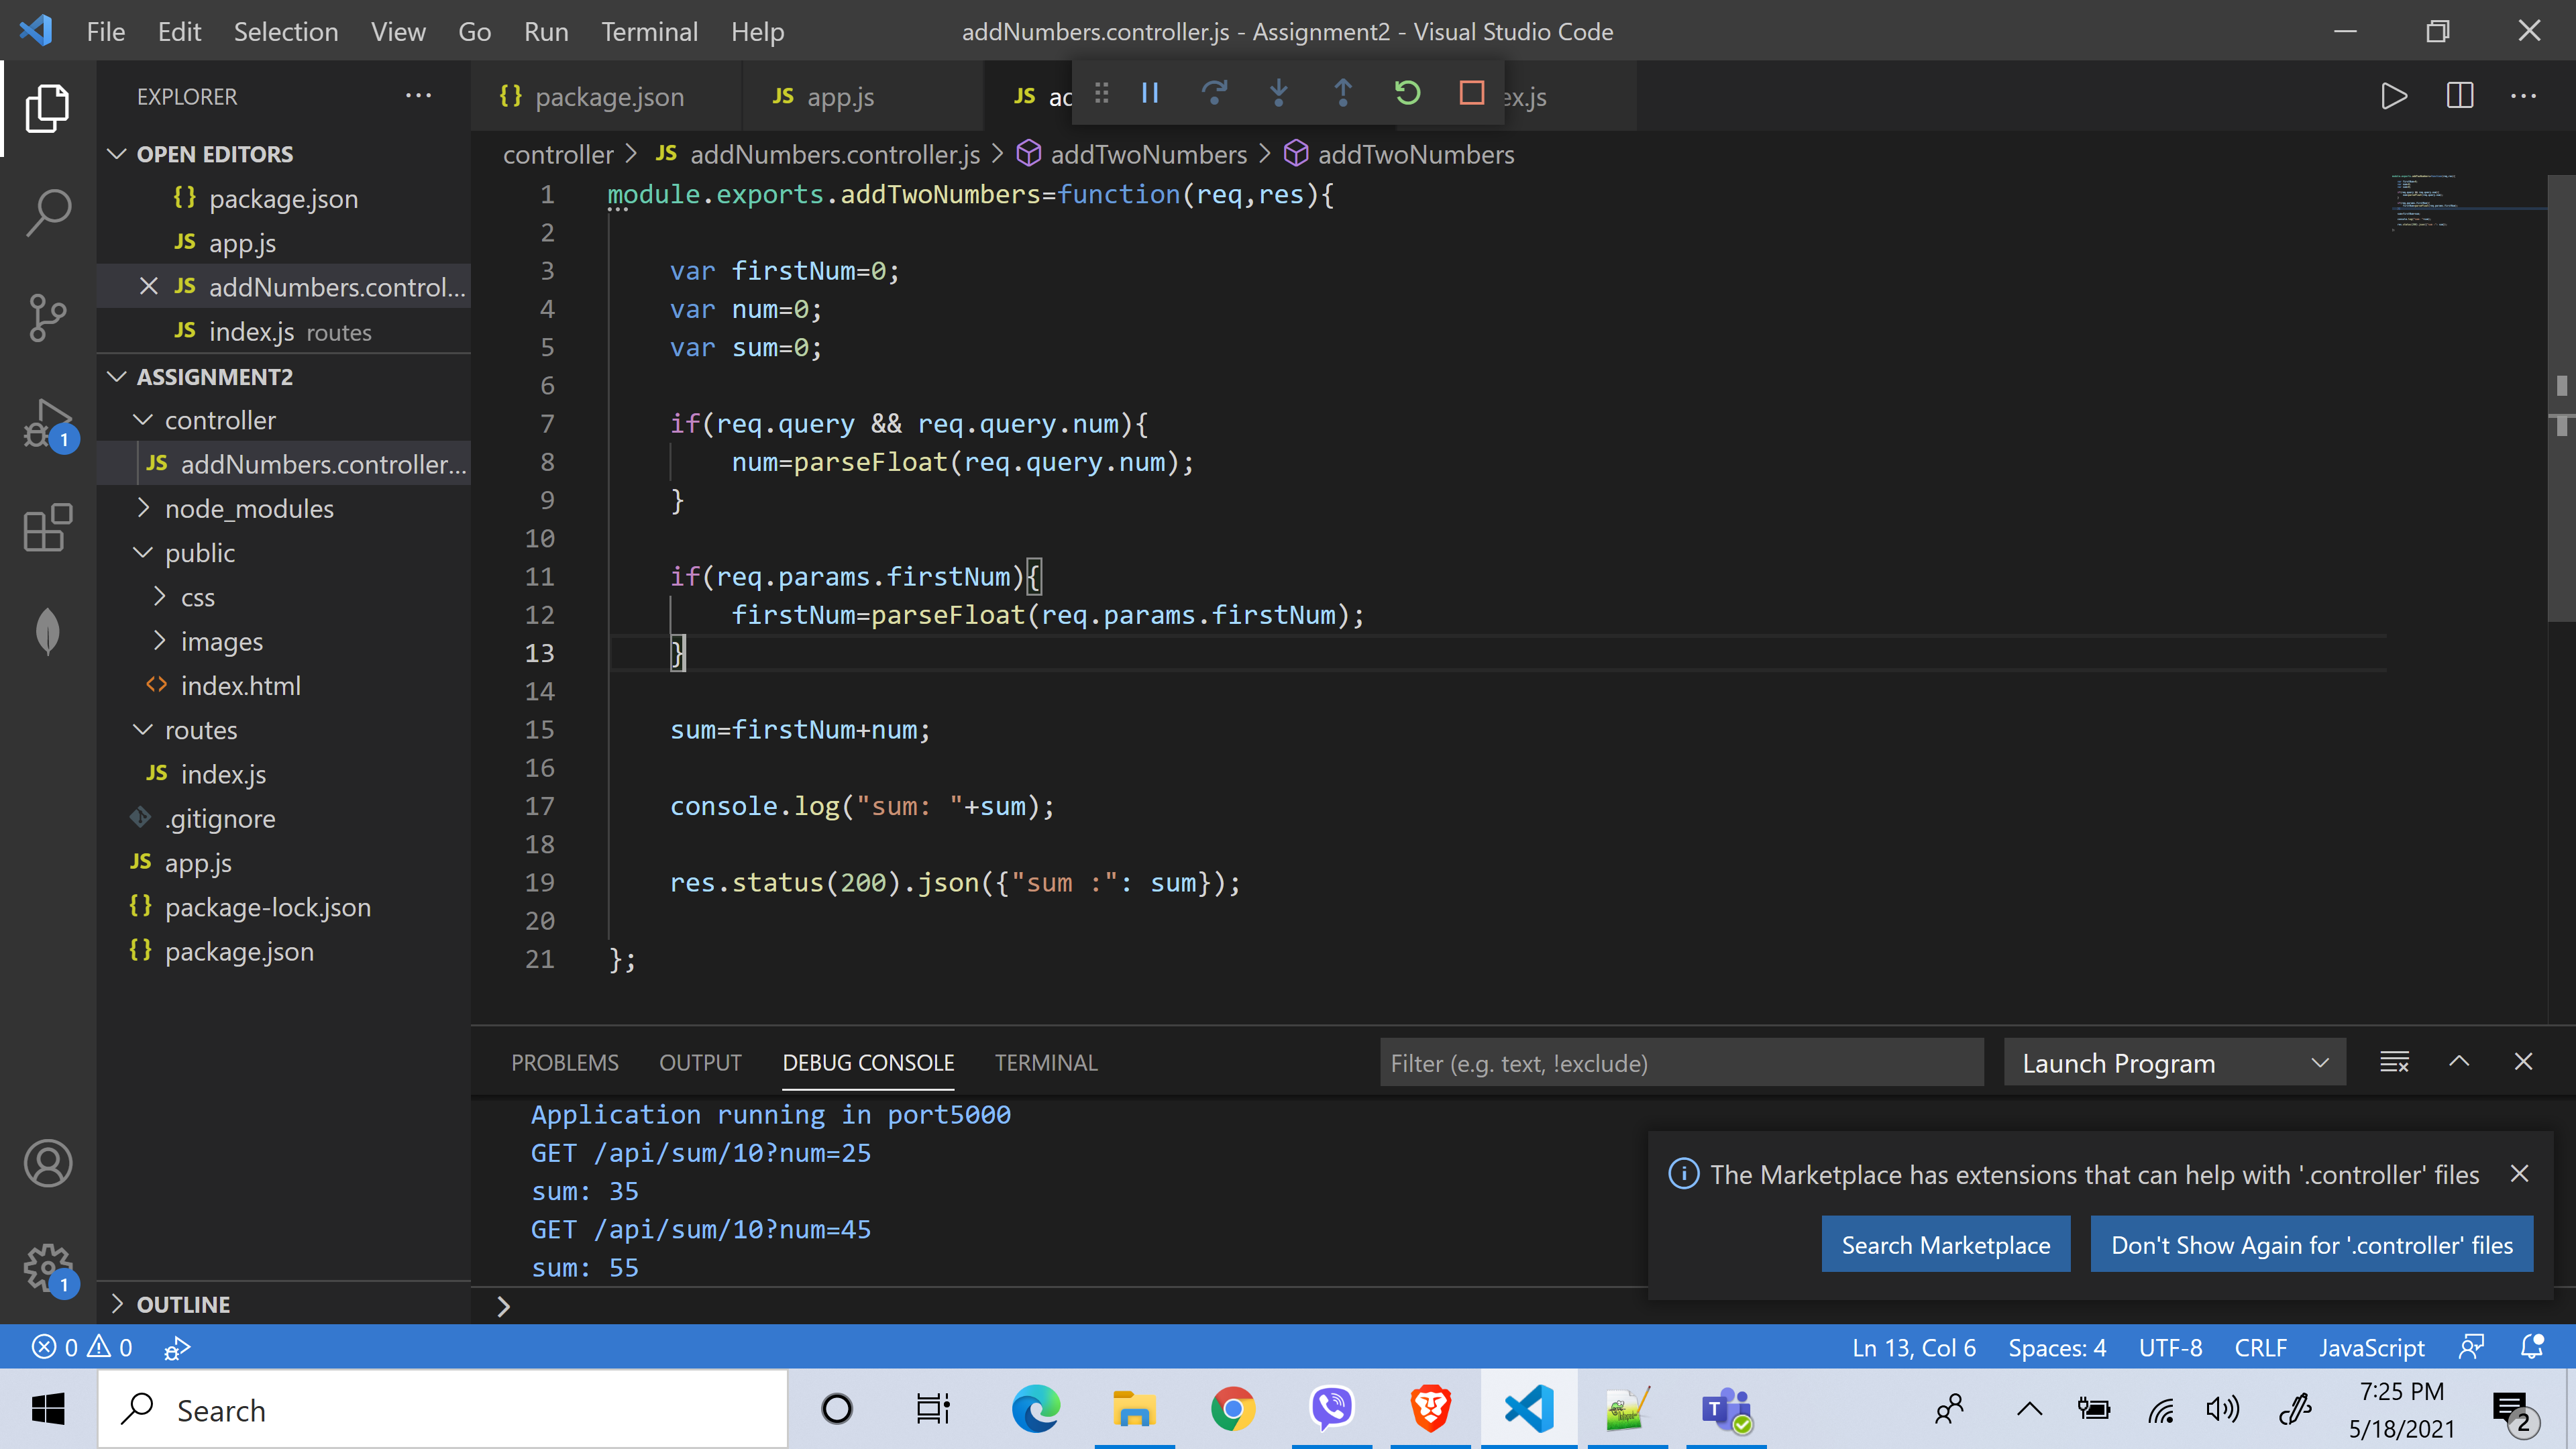 File Edit Selection View Go Run Terminal Help
addNumbers.controller.js - Assignment2 - Visual Studio Code
EXPLORER
OPEN EDITORS
{} package.json
JS app.js
JS addNumbers.control...
JS index.js routes
ASSIGNMENT2
controller
JS addNumbers.controller...
node_modules
public
css
images
<> index.html
routes
JS index.js
.gitignore
JS app.js
{} package-lock.json
{} package.json
OUTLINE
1
1
{} package.json
JS app.js
JS ad
ex.js
controller > JS addNumbers.controller.js > addTwoNumbers > addTwoNumbers
1 module.exports.addTwoNumbers=function(req,res){
2
3 var firstNum=0;
4 var num=0;
5 var sum=0;
6
7 if(req.query && req.query.num){
8 num=parseFloat(req.query.num);
9 }
10
11 if(req.params.firstNum){
12 firstNum=parseFloat(req.params.firstNum);
13 }
14
15 sum=firstNum+num;
16
17 console.log("sum: "+sum);
18
19 res.status(200).json({"sum :": sum});
20
21 };
PROBLEMS OUTPUT DEBUG CONSOLE TERMINAL
Filter (e.g. text, !exclude)
Launch Program
Application running in port5000
GET /api/sum/10?num=25
sum: 35
GET /api/sum/10?num=45
sum: 55
>
The Marketplace has extensions that can help with '.controller' files
Search Marketplace
Don't Show Again for '.controller' files
0 0
Ln 13, Col 6 Spaces: 4 UTF-8 CRLF JavaScript
Search
T
7:25 PM
5/18/2021
2